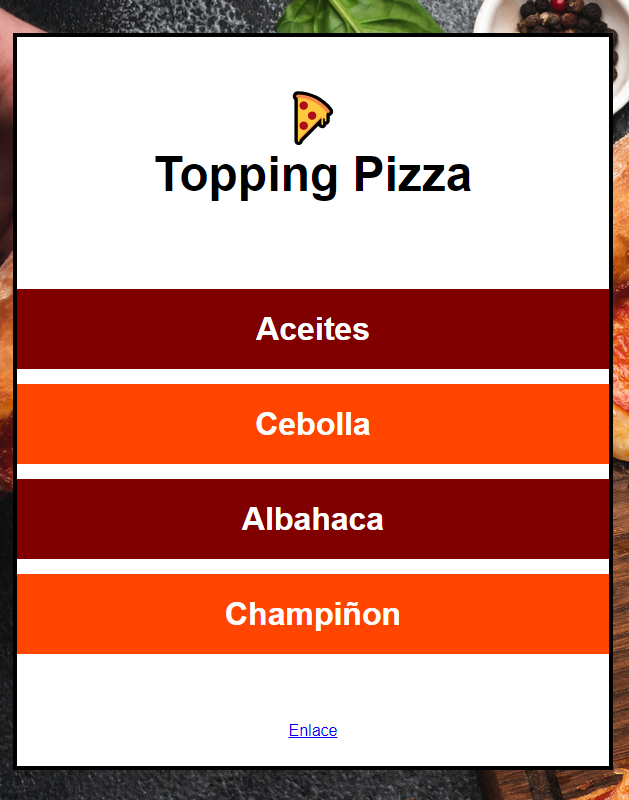 Topping Pizza
Aceites
Cebolla
Albahaca
Champiñon
Enlace